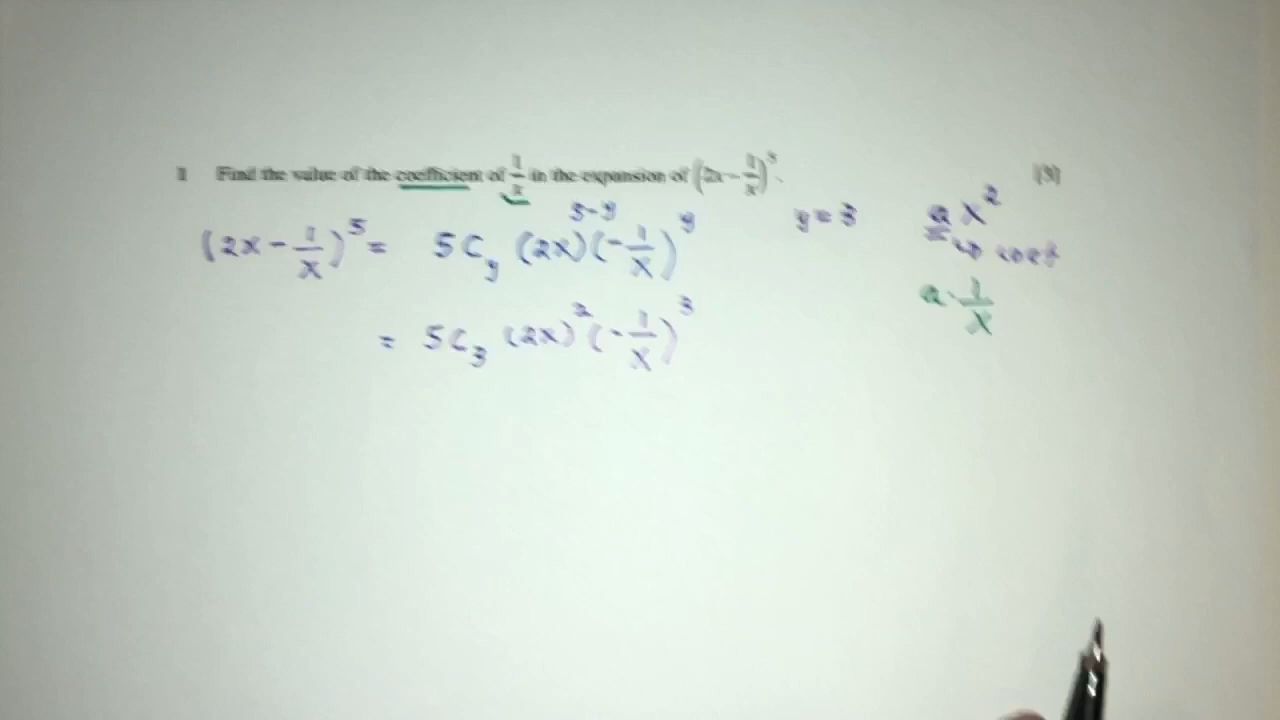 1 Find the value of the coefficient of 1/x in the expansion of (2x - 1/x)^5. [3]
(2x - 1/x)^5 = 5C_y (2x)^5-y (-1/x)^y y = 3 ax^2
↳ coef
a · 1/x
= 5C_3 (2x)^2 (-1/x)^3